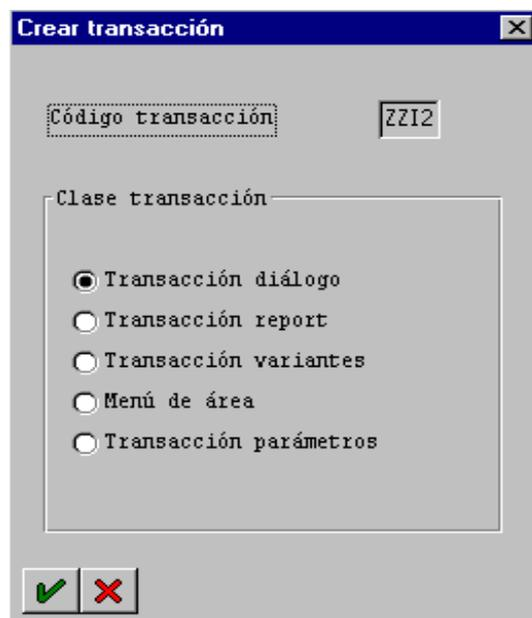 Crear transacción
Código transacción ZZI2
Clase transacción
Transacción diálogo
Transacción report
Transacción variantes
Menú de área
Transacción parámetros